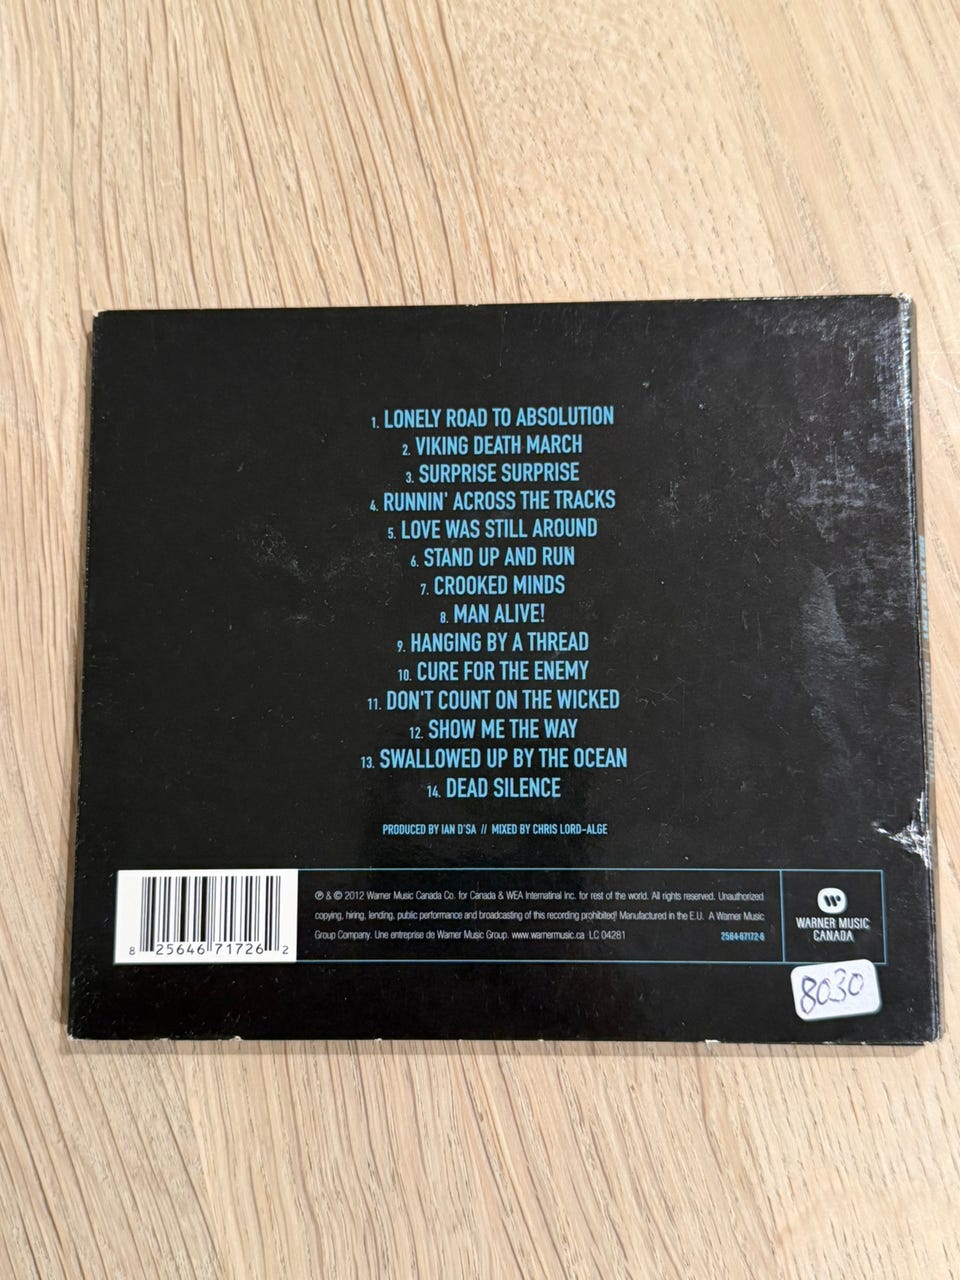 1. LONELY ROAD TO ABSOLUTION
2. VIKING DEATH MARCH
3. SURPRISE SURPRISE
4. RUNNIN' ACROSS THE TRACKS
5. LOVE WAS STILL AROUND
6. STAND UP AND RUN
7. CROOKED MINDS
8. MAN ALIVE!
9. HANGING BY A THREAD
10. CURE FOR THE ENEMY
11. DON'T COUNT ON THE WICKED
12. SHOW ME THE WAY
13. SWALLOWED UP BY THE OCEAN
14. DEAD SILENCE
PRODUCED BY IAN D'SA // MIXED BY CHRIS LORD-ALGE
8 25646 71726 2
℗ & © 2012 Warner Music Canada Co. for Canada & WEA Internatinal Inc. for rest of the world. All rights reserved. Unauthorized
copying, hiring, lending, public performance and broadcasting of this recording prohibited! Manufactured in the E.U. A Warner Music
Group Company. Une entreprise de Warner Music Group. www.warnermusic.ca LC 04281
2564-67172-6
WARNER MUSIC
CANADA
8030